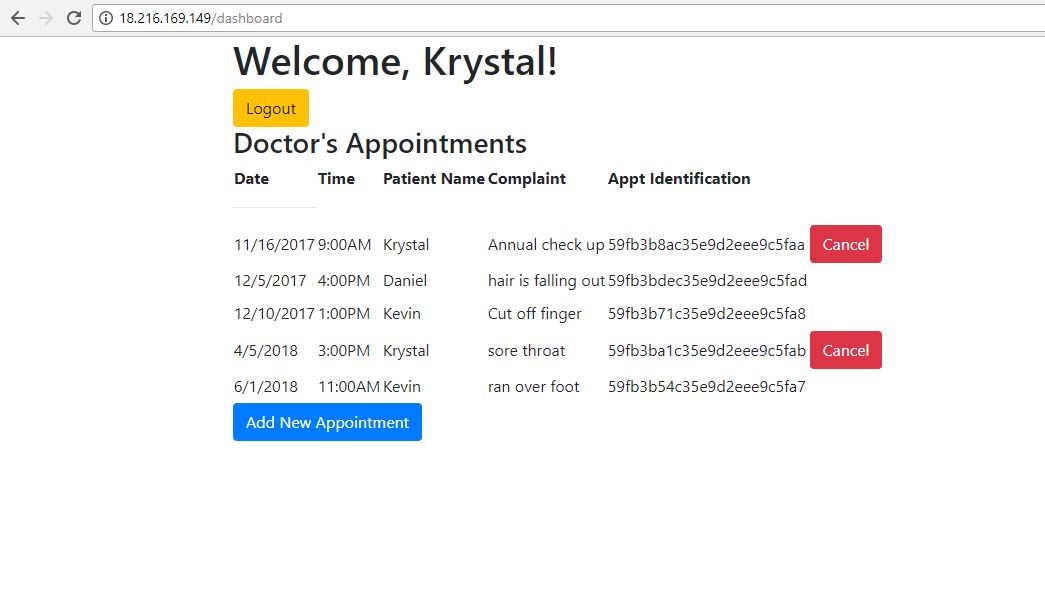 18.216.169.149/dashboard
Welcome, Krystal!
Logout
Doctor's Appointments
Date Time Patient Name Complaint Appt Identification
11/16/2017 9:00AM Krystal Annual check up 59fb3b8ac35e9d2eee9c5faa Cancel
12/5/2017 4:00PM Daniel hair is falling out 59fb3bdec35e9d2eee9c5fad
12/10/2017 1:00PM Kevin Cut off finger 59fb3b71c35e9d2eee9c5fa8
4/5/2018 3:00PM Krystal sore throat 59fb3ba1c35e9d2eee9c5fab Cancel
6/1/2018 11:00AM Kevin ran over foot 59fb3b54c35e9d2eee9c5fa7
Add New Appointment